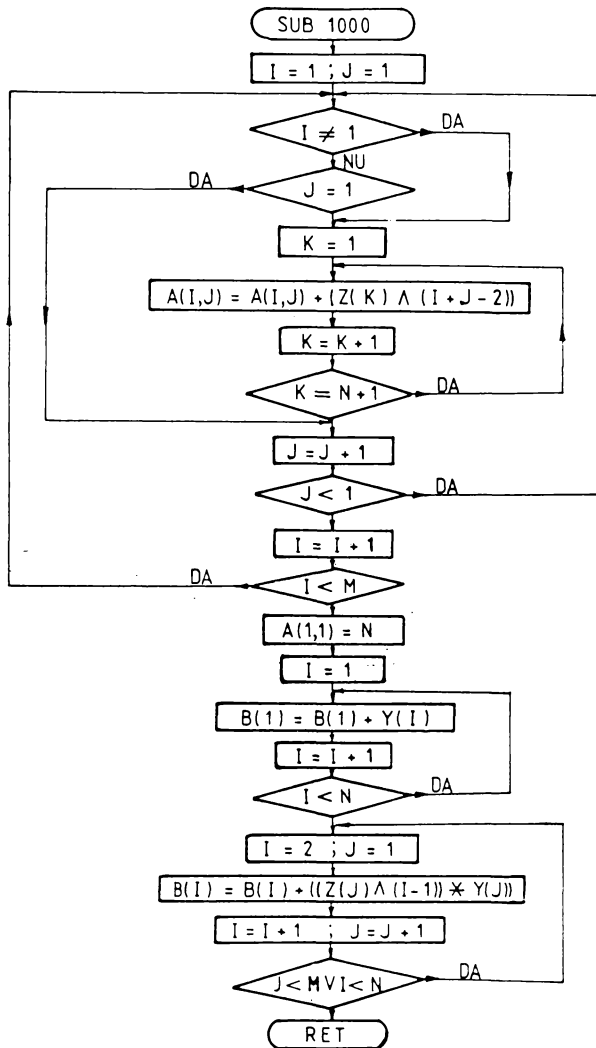 SUB 1000
I = 1 ; J = 1
I ≠ 1
DA
NU
DA
J = 1
K = 1
A(I,J) = A(I,J) + (Z(K) ∧ (I + J - 2))
K = K + 1
K = N + 1
DA
J = J + 1
J < 1
DA
I = I + 1
DA
I < M
A(1,1) = N
I = 1
B(1) = B(1) + Y(I)
I = I + 1
I < N
DA
I = 2 ; J = 1
B(I) = B(I) + ((Z(J) ∧ (I-1)) * Y(J))
I = I + 1 ; J = J + 1
J < M V I < N
DA
RET